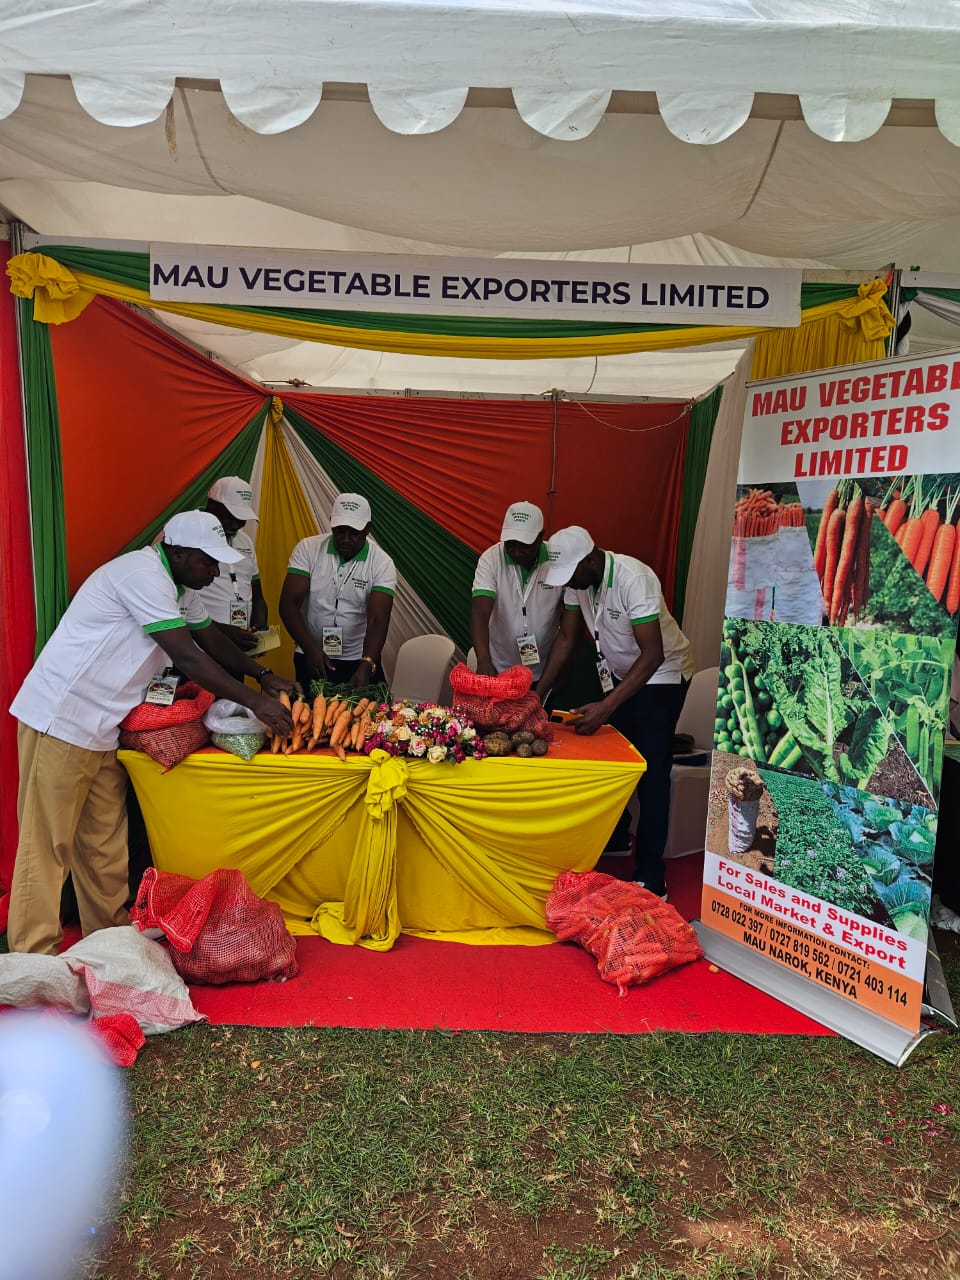 MAU VEGETABLE EXPORTERS LIMITED
MAU VEGETABL
EXPORTERS
LIMITED
For Sales and Supplies
Local Market & Export
FOR MORE INFORMATION CONTACT:
0728 022 397 / 0727 819 562 / 0721 403 114
MAU NAROK, KENYA